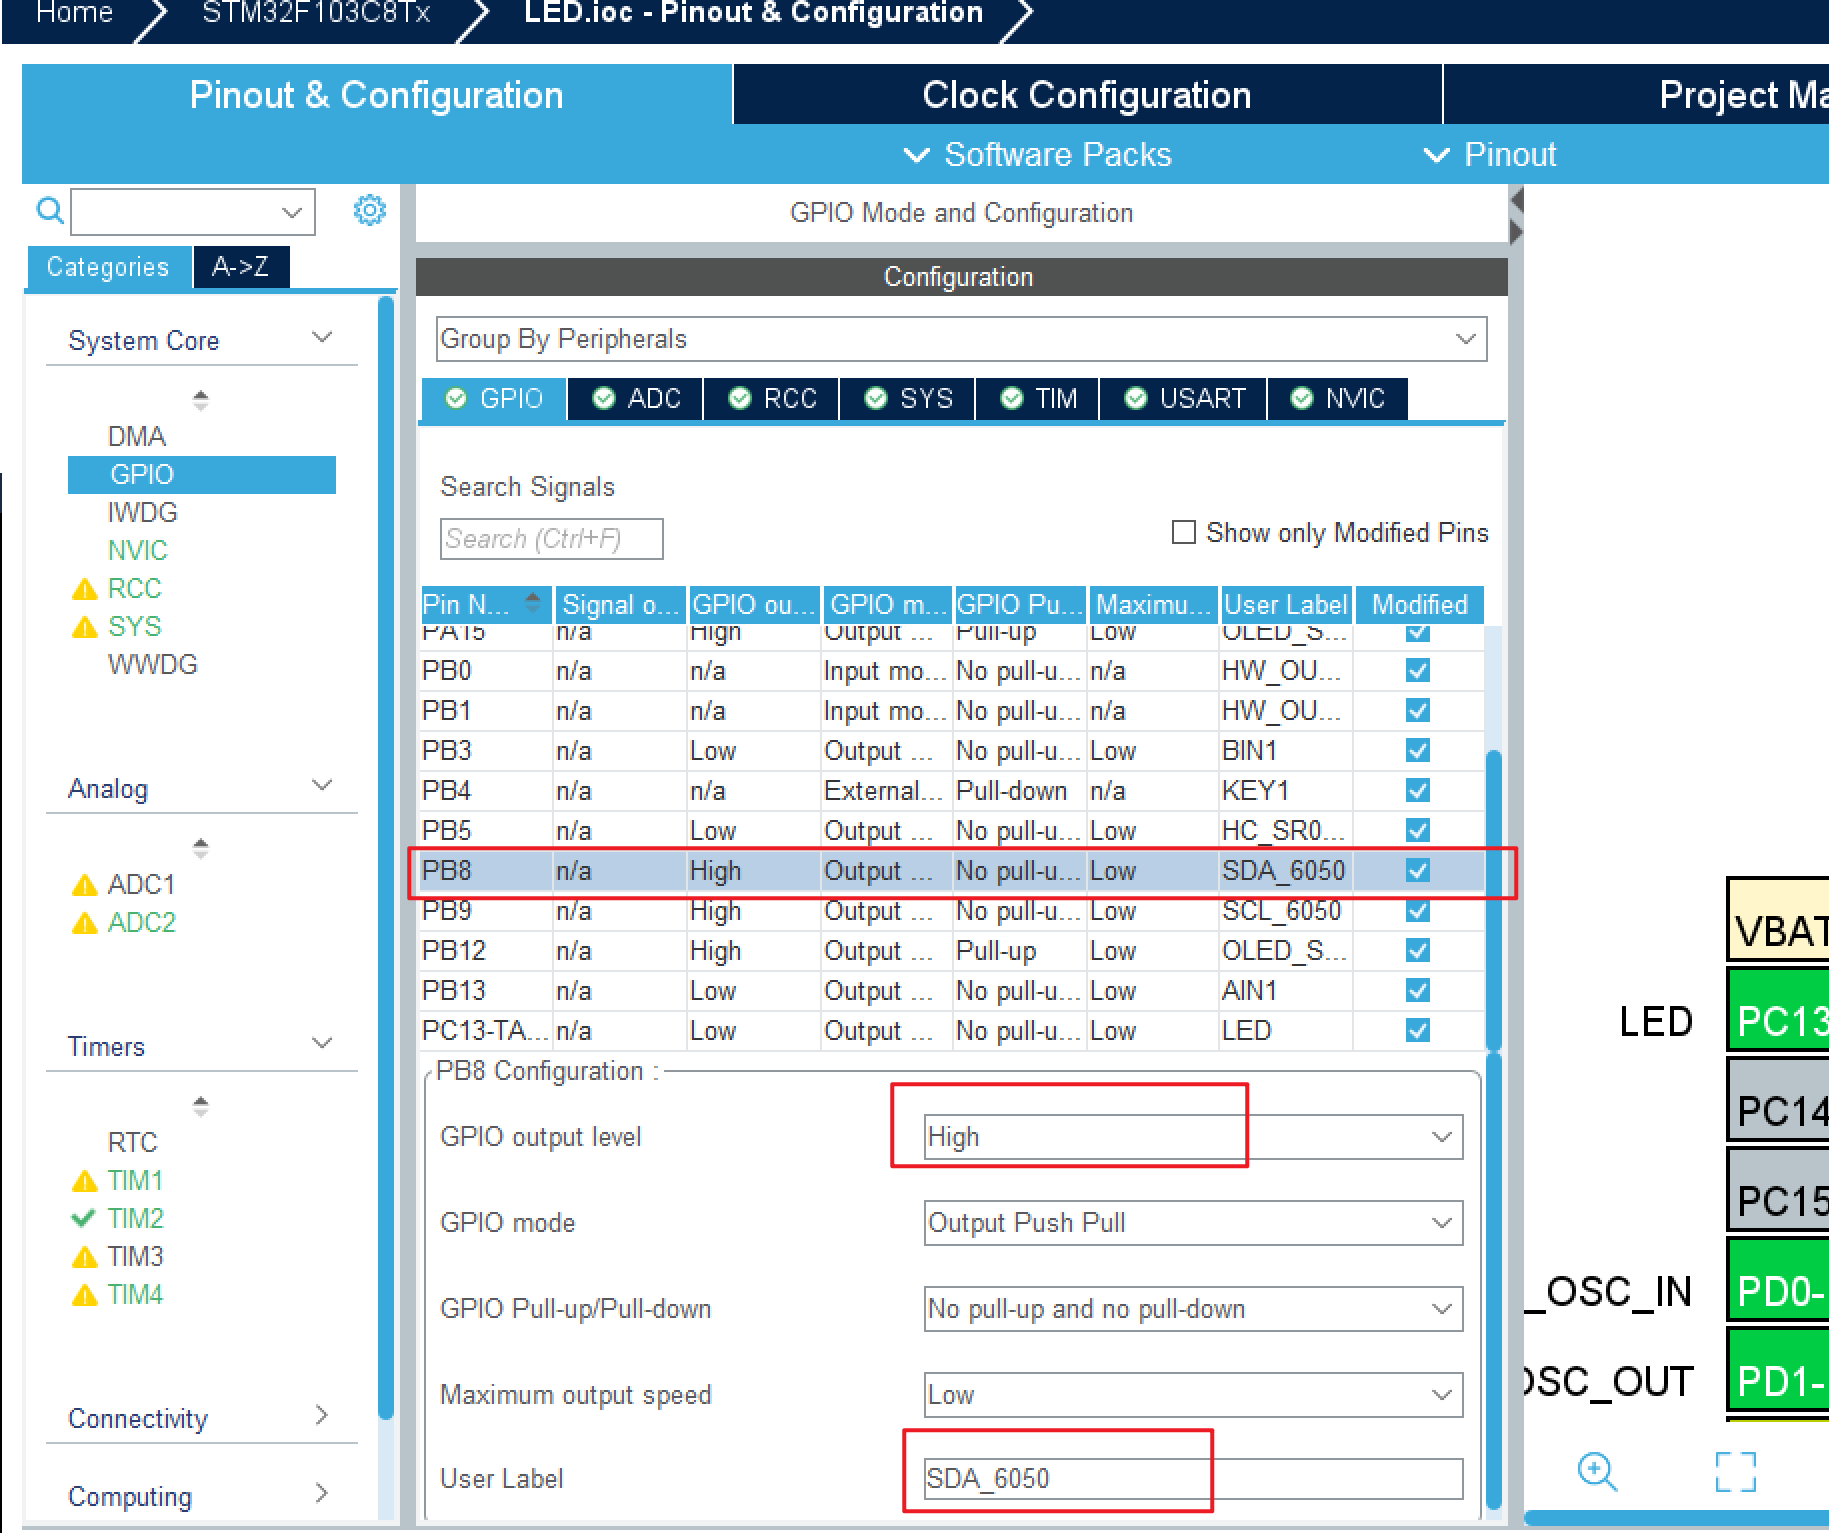 Home STM32F103C8Tx LED.ioc - Pinout & Configuration
Pinout & Configuration Clock Configuration Project Ma
Software Packs Pinout
GPIO Mode and Configuration
Categories A->Z
Configuration
System Core
DMA
GPIO
IWDG
NVIC
RCC
SYS
WWDG
Analog
ADC1
ADC2
Timers
RTC
TIM1
TIM2
TIM3
TIM4
Connectivity
Computing
Group By Peripherals
GPIO ADC RCC SYS TIM USART NVIC
Search Signals
Search (Ctrl+F) Show only Modified Pins
Pin N... Signal o... GPIO ou... GPIO m... GPIO Pu... Maximu... User Label Modified
PA15 n/a High Output ... Pull-up Low OLED_S...
PB0 n/a n/a Input mo... No pull-u... n/a HW_OU...
PB1 n/a n/a Input mo... No pull-u... n/a HW_OU...
PB3 n/a Low Output ... No pull-u... Low BIN1
PB4 n/a n/a External... Pull-down n/a KEY1
PB5 n/a Low Output ... No pull-u... Low HC_SR0...
PB8 n/a High Output ... No pull-u... Low SDA_6050
PB9 n/a High Output ... No pull-u... Low SCL_6050
PB12 n/a High Output ... Pull-up Low OLED_S...
PB13 n/a Low Output ... No pull-u... Low AIN1
PC13-TA... n/a Low Output ... No pull-u... Low LED
PB8 Configuration :
GPIO output level High
GPIO mode Output Push Pull
GPIO Pull-up/Pull-down No pull-up and no pull-down
Maximum output speed Low
User Label SDA_6050
VBAT
LED PC13
PC14
PC15
_OSC_IN PD0-
OSC_OUT PD1-